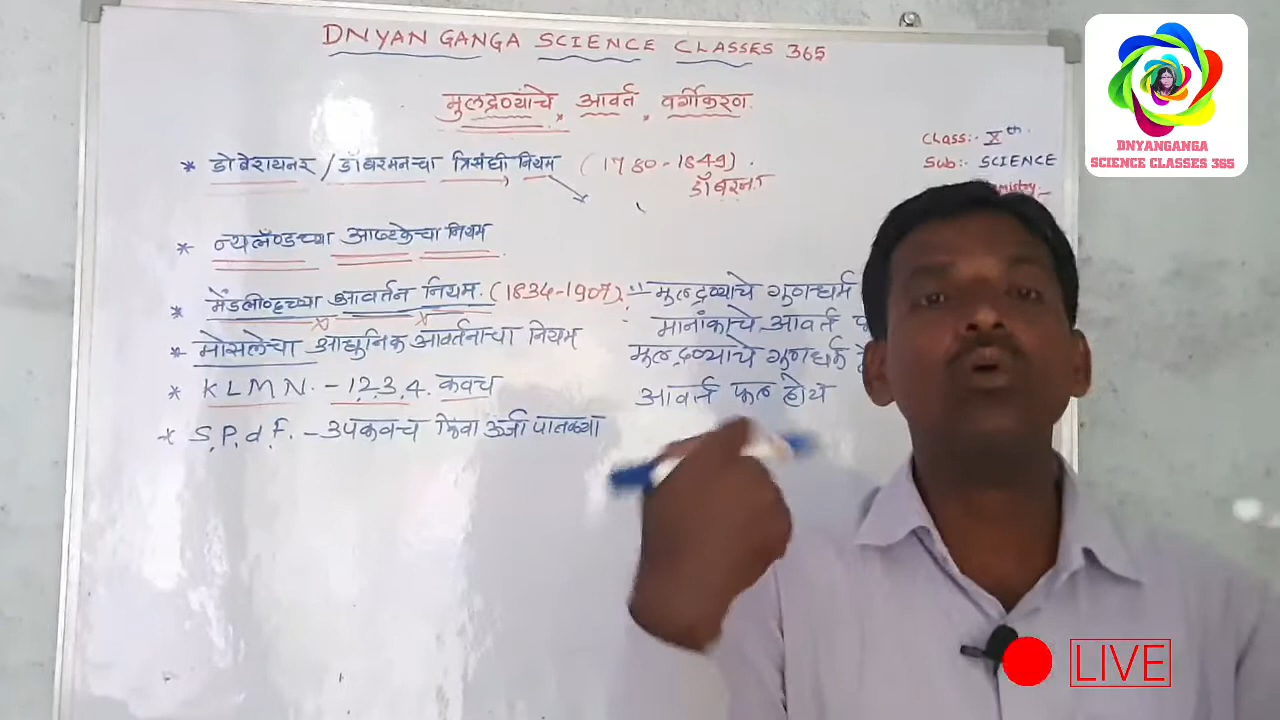 DNYAN GANGA SCIENCE CLASSES 365
मुलद्रव्यांचे आवर्त वर्गीकरण
DNYANGANGA
SCIENCE CLASSES 365
Class:- Xth
Sub:- SCIENCE
* डोबेरायनर / डॉबरमनचा त्रिसंधी नियम (1780-1849).
* न्यूलँण्डच्या अष्टकेचा नियम
* मेंडलीव्हच्या आवर्तन नियम. (1834-1907) :- मूलद्रव्याचे गुणधर्म
मानांकाचे आवर्त
* मोसलेचा आधुनिक आवर्तनाचा नियम
मूलद्रव्याचे गुणधर्म हे
* K L M N. - 1,2,3,4. कवच
आवर्त फल होय
* S, P, d, F. - उपकवच किंवा ऊर्जा पातळ्या
LIVE